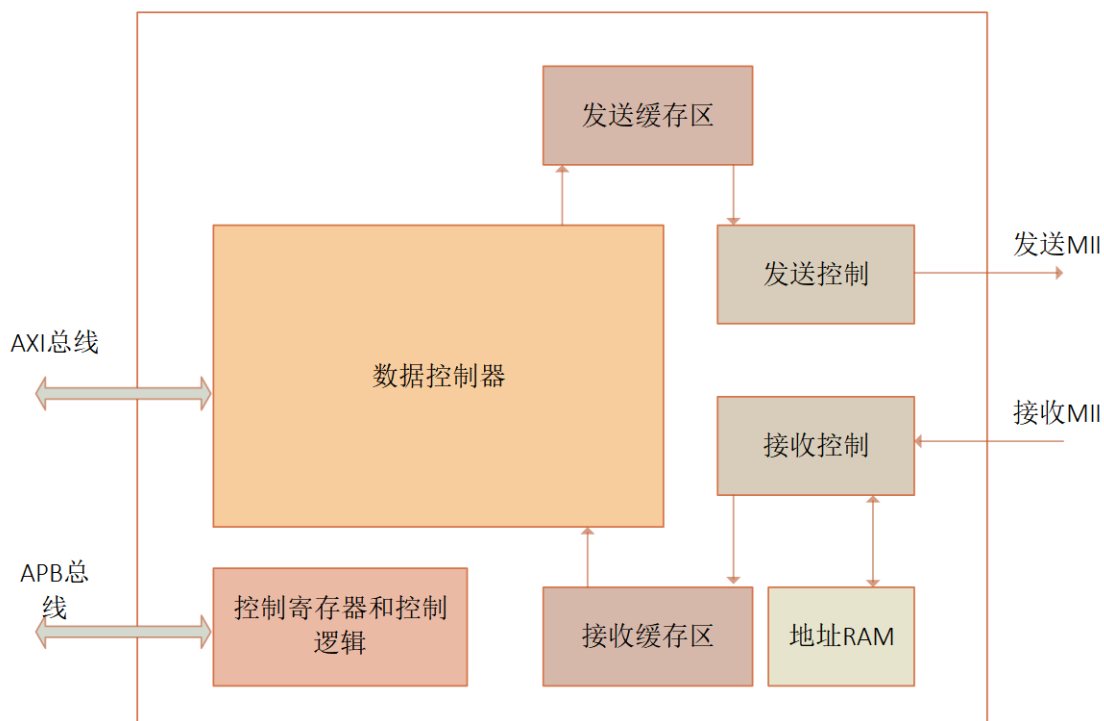 发送缓存区
发送MII
发送控制
AXI总线
数据控制器
接收MII
接收控制
APB总
线
控制寄存器和控制
逻辑
接收缓存区
地址RAM